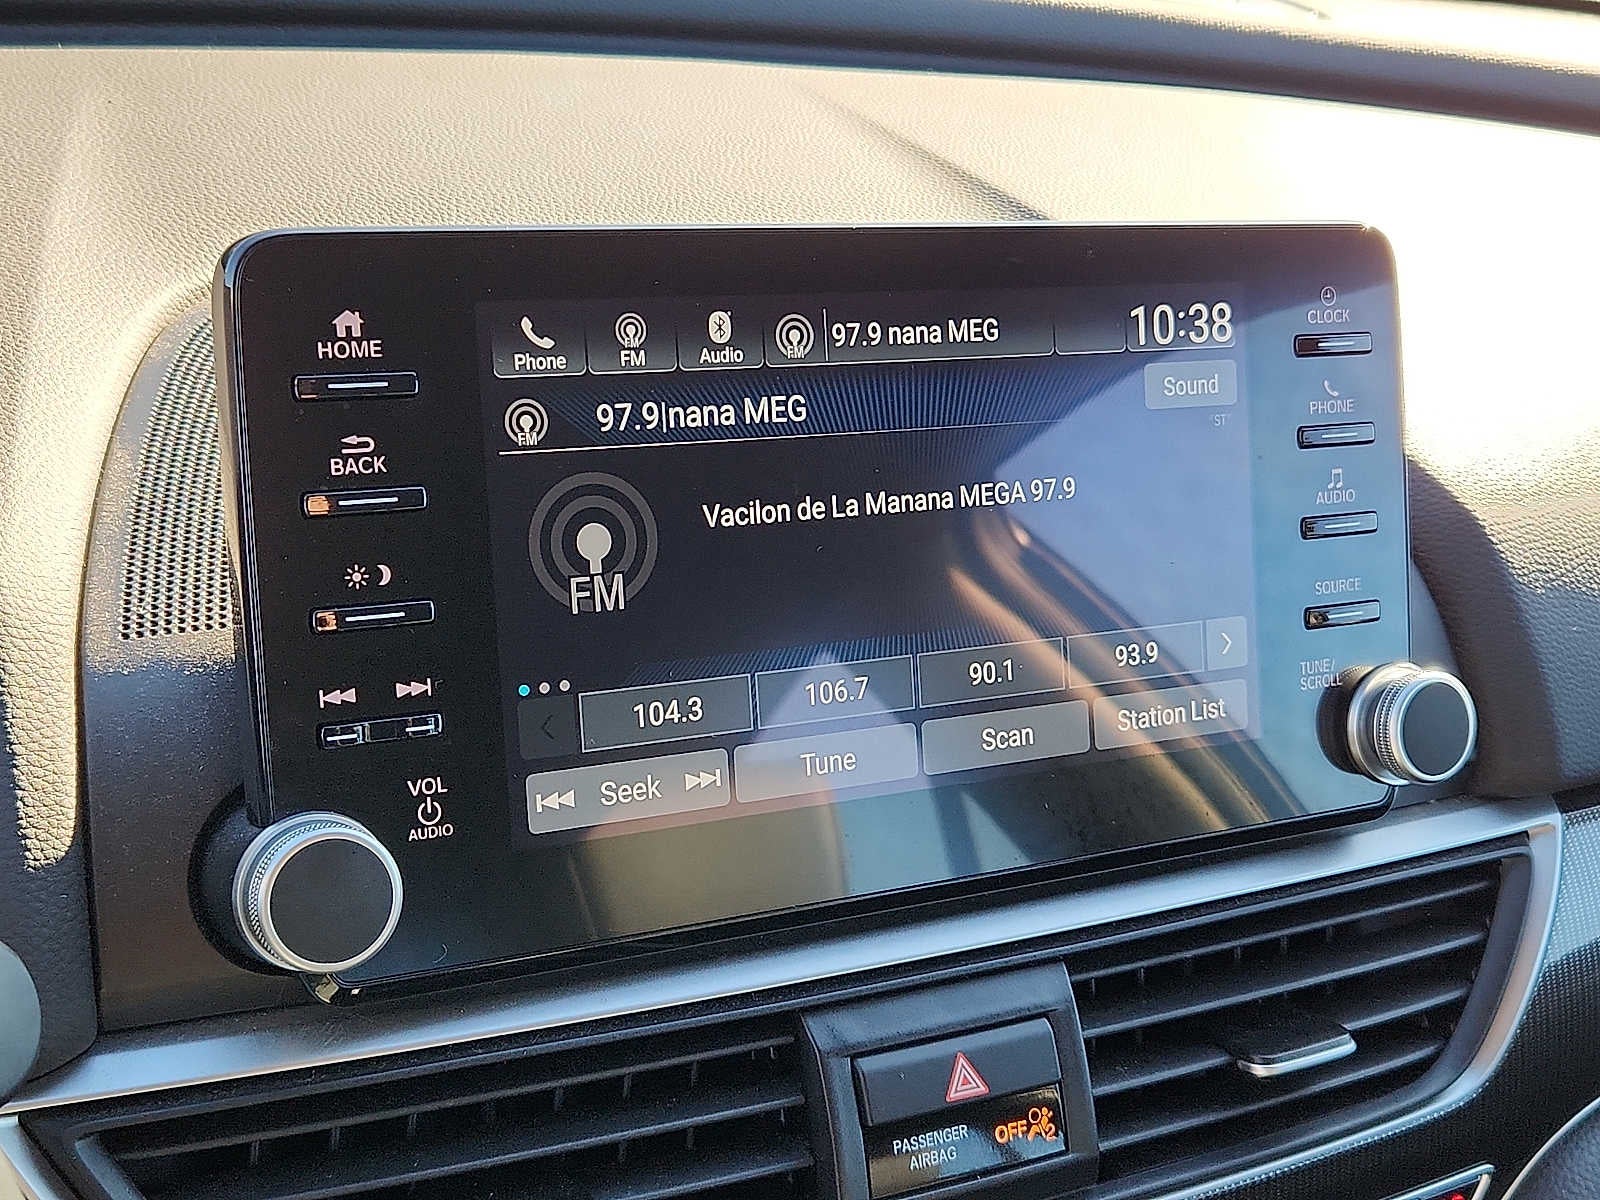 HOME
BACK
VOL
AUDIO
Phone
FM
FM
Audio
FM
97.9 nana MEG
10:38
Sound
FM
97.9|nana MEG
"ST"
FM
Vacilon de La Manana MEGA 97.9
104.3
106.7
90.1
93.9
Seek
Tune
Scan
Station List
CLOCK
PHONE
AUDIO
SOURCE
TUNE/
SCROLL
PASSENGER
AIRBAG
OFF
2